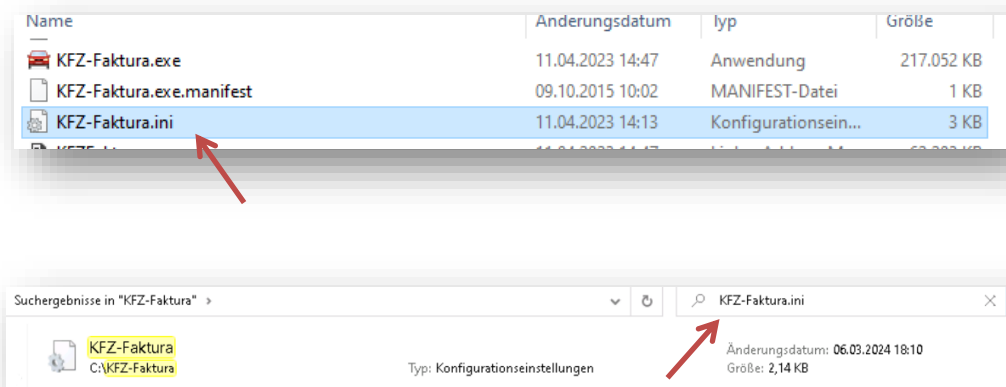 Name Änderungsdatum Typ Größe
KFZ-Faktura.exe 11.04.2023 14:47 Anwendung 217.052 KB
KFZ-Faktura.exe.manifest 09.10.2015 10:02 MANIFEST-Datei 1 KB
KFZ-Faktura.ini 11.04.2023 14:13 Konfigurationsein... 3 KB
Suchergebnisse in "KFZ-Faktura" > KFZ-Faktura.ini
KFZ-Faktura Änderungsdatum: 06.03.2024 18:10
C:\KFZ-Faktura Typ: Konfigurationseinstellungen Größe: 2,14 KB